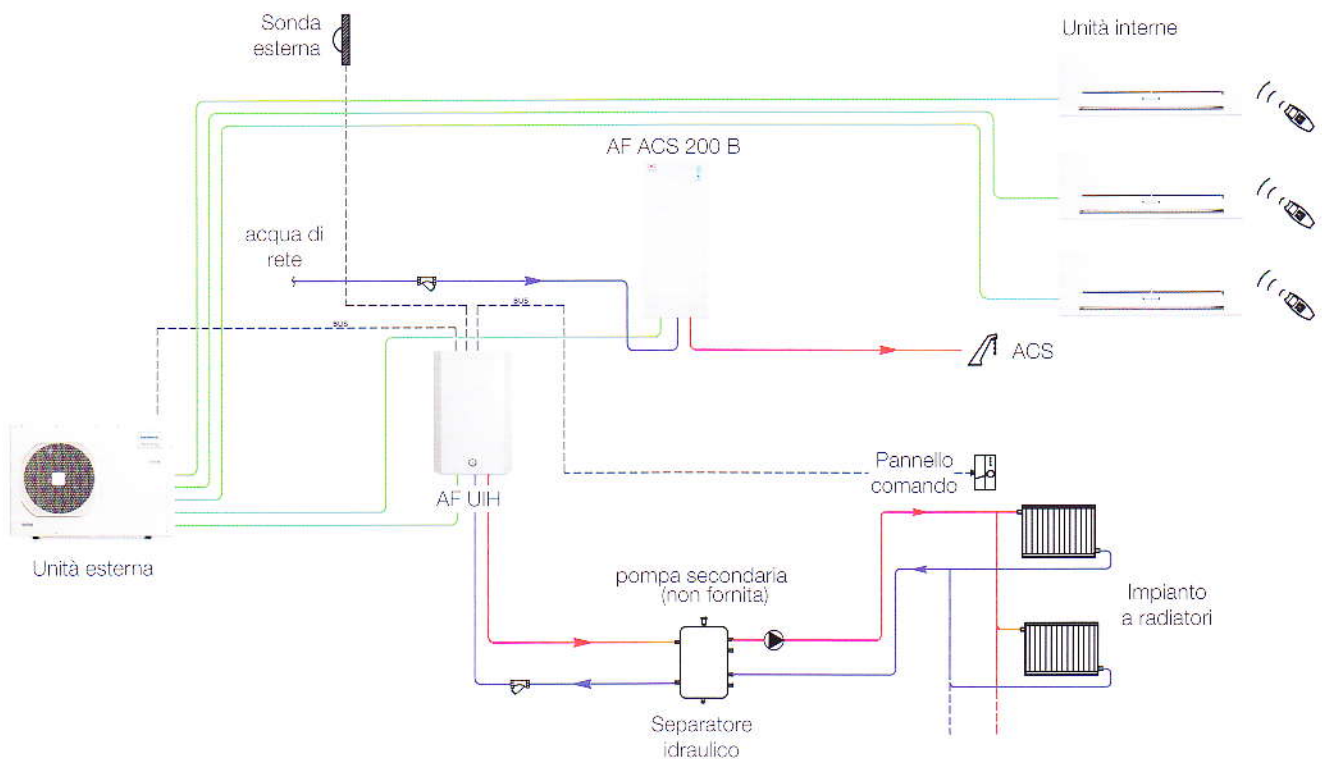 Sonda
esterna
Unità interne
AF ACS 200 B
acqua di
rete
BUS
BUS
ACS
Pannello
comando
AF UIH
Unità esterna
pompa secondaria
(non fornita)
Impianto
a radiatori
Separatore
idraulico